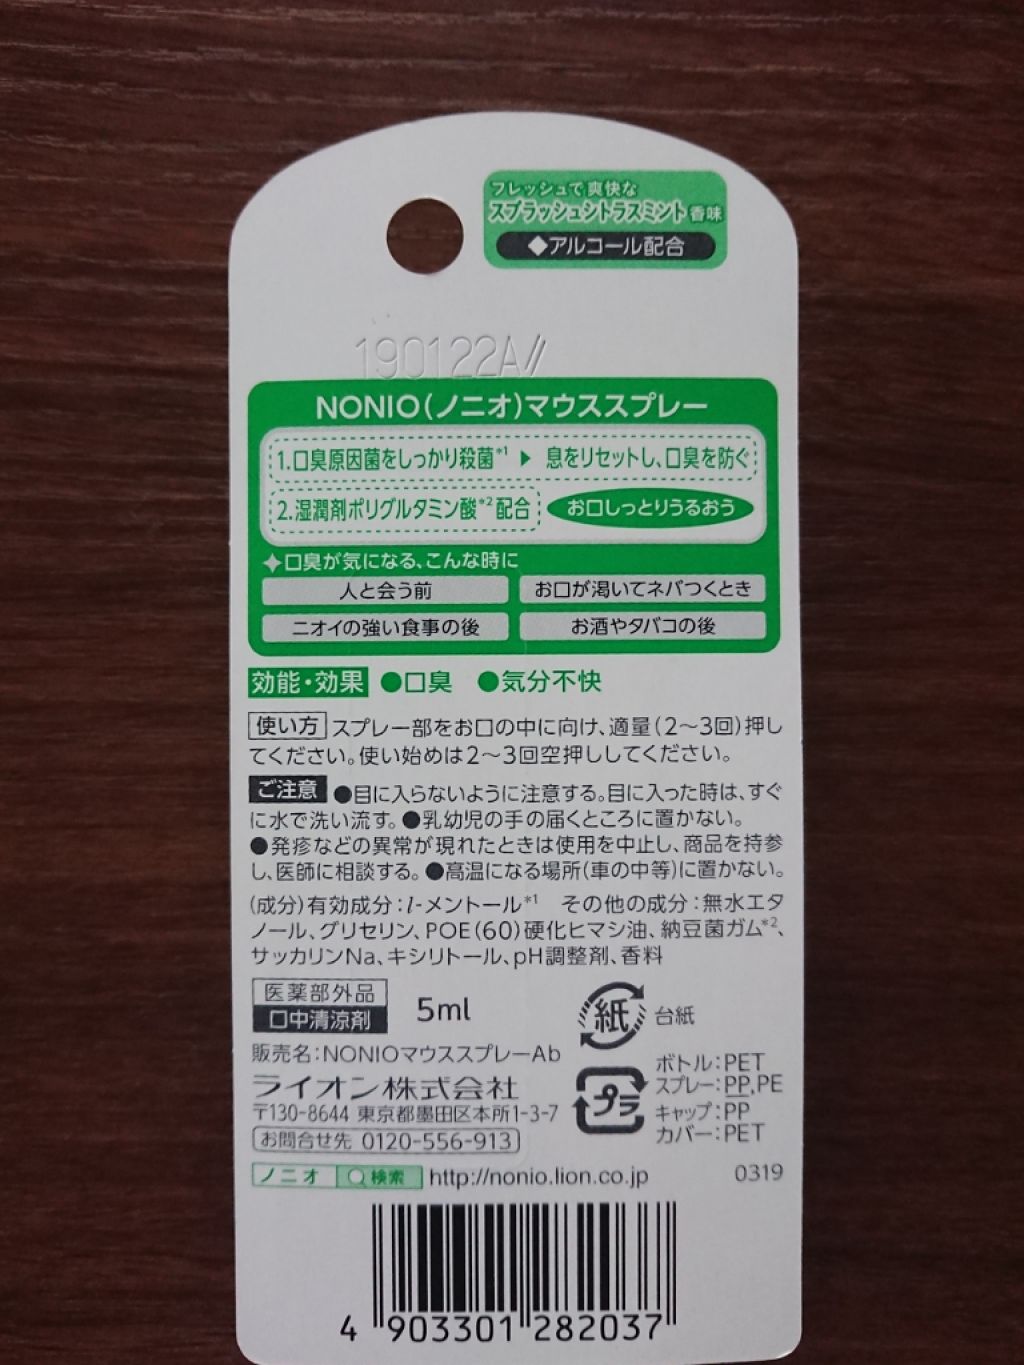 フレッシュで爽快な
スプラッシュシトラスミント香味
◆アルコール配合
190122A//
NONIO(ノニオ)マウススプレー
1.口臭原因菌をしっかり殺菌*1 ▶ 息をリセットし、口臭を防ぐ
2.湿潤剤ポリグルタミン酸*2配合 お口しっとりうるおう
✦口臭が気になる、こんな時に
人と会う前 お口が渇いてネバつくとき
ニオイの強い食事の後 お酒やタバコの後
効能・効果 ●口臭 ●気分不快
使い方 スプレー部をお口の中に向け、適量(2〜3回)押し
てください。使い始めは2〜3回空押ししてください。
ご注意 ●目に入らないように注意する。目に入った時は、すぐ
に水で洗い流す。●乳幼児の手の届くところに置かない。
●発疹などの異常が現れたときは使用を中止し、商品を持参
し、医師に相談する。●高温になる場所(車の中等)に置かない。
(成分)有効成分:l-メントール*1 その他の成分:無水エタ
ノール、グリセリン、POE(60)硬化ヒマシ油、納豆菌ガム*2、
サッカリンNa、キシリトール、pH調整剤、香料
医薬部外品
口中清涼剤
5ml
紙 台紙
販売名:NONIOマウススプレーAb
ライオン株式会社
〒130-8644 東京都墨田区本所1-3-7
お問合せ先 0120-556-913
プラ
ボトル:PET
スプレー:PP,PE
キャップ:PP
カバー:PET
ノニオ 検索 http://nonio.lion.co.jp 0319
4 903301 282037